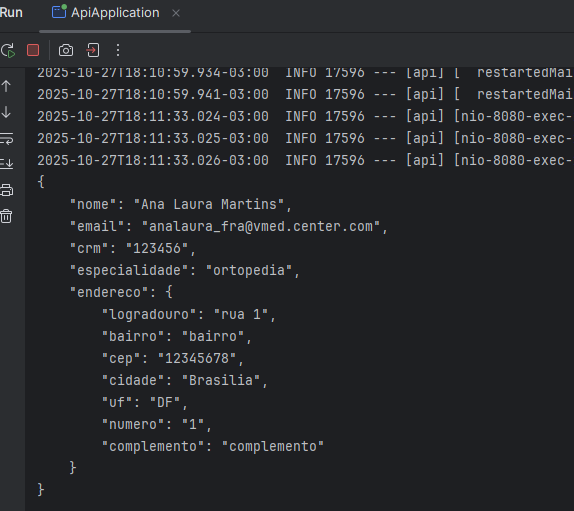 Run ApiApplication
2025-10-27T18:10:59.934-03:00  INFO 17596 --- [api] [  restartedMai
2025-10-27T18:10:59.941-03:00  INFO 17596 --- [api] [  restartedMai
2025-10-27T18:11:33.024-03:00  INFO 17596 --- [api] [nio-8080-exec-
2025-10-27T18:11:33.025-03:00  INFO 17596 --- [api] [nio-8080-exec-
2025-10-27T18:11:33.026-03:00  INFO 17596 --- [api] [nio-8080-exec-
{
    "nome": "Ana Laura Martins",
    "email": "analaura_fra@vmed.center.com",
    "crm": "123456",
    "especialidade": "ortopedia",
    "endereco": {
        "logradouro": "rua 1",
        "bairro": "bairro",
        "cep": "12345678",
        "cidade": "Brasilia",
        "uf": "DF",
        "numero": "1",
        "complemento": "complemento"
    }
}